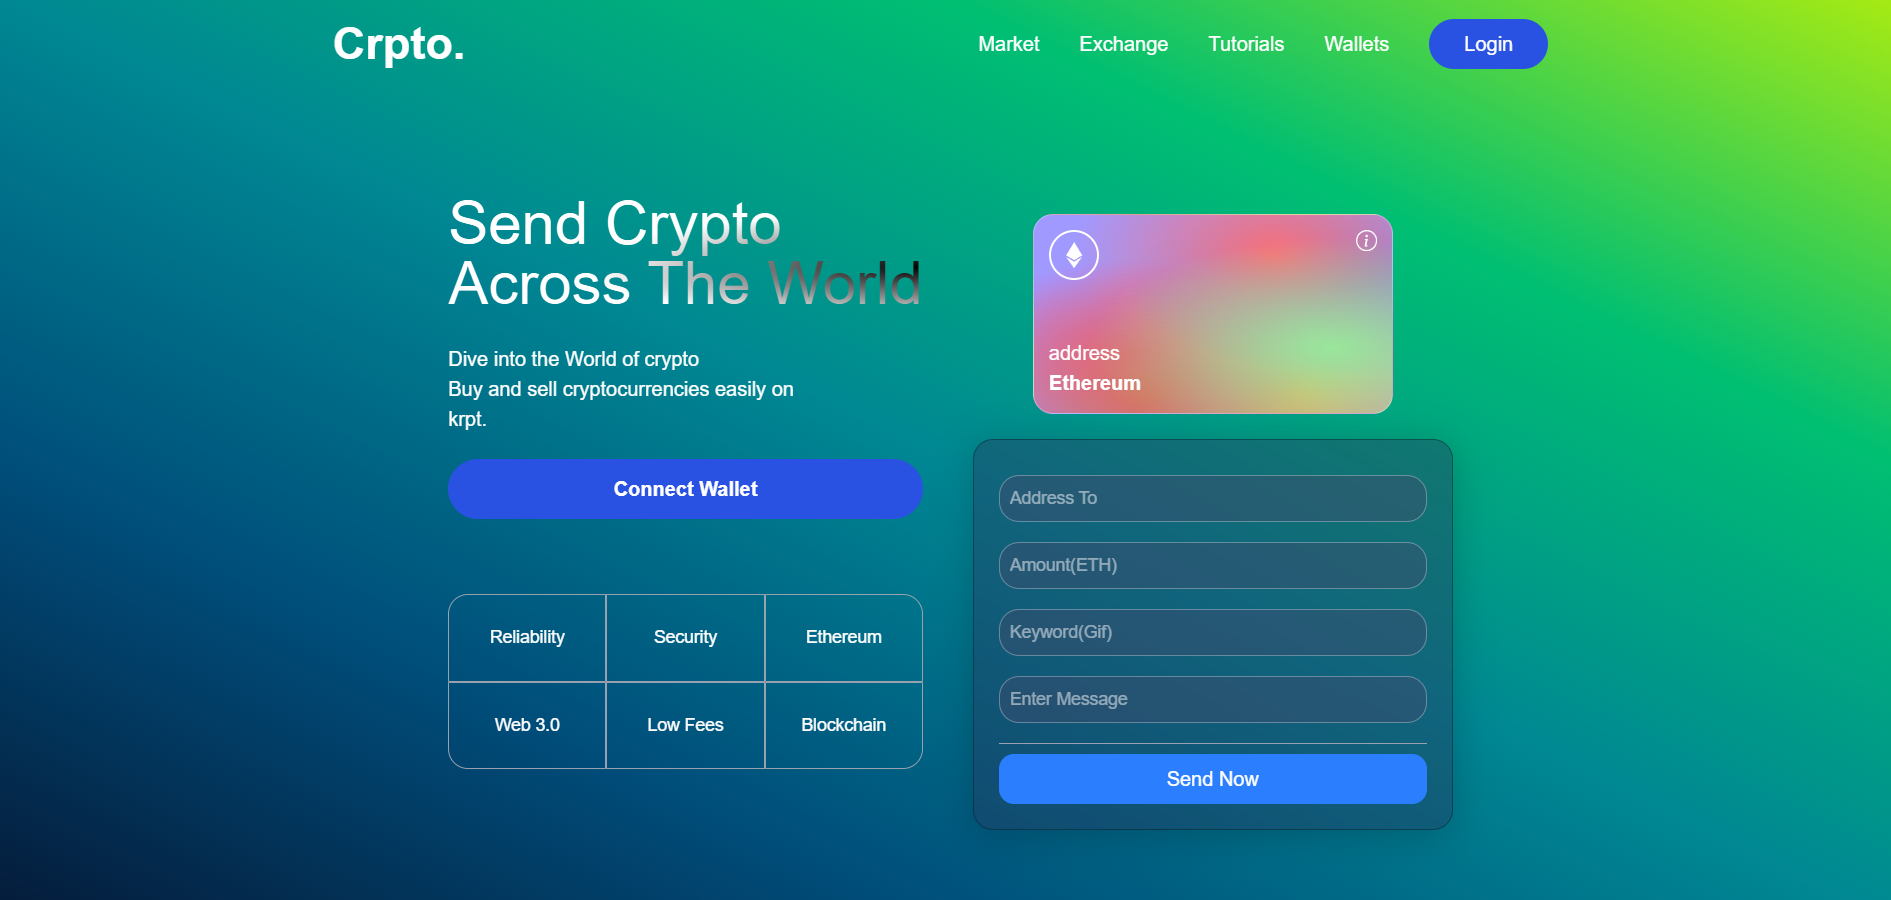 Crpto.
Market
Exchange
Tutorials
Wallets
Login
Send Crypto
Across The World
Dive into the World of crypto
Buy and sell cryptocurrencies easily on
krpt.
Connect Wallet
Reliability
Security
Ethereum
Web 3.0
Low Fees
Blockchain
i
address
Ethereum
Address To
Amount(ETH)
Keyword(Gif)
Enter Message
Send Now